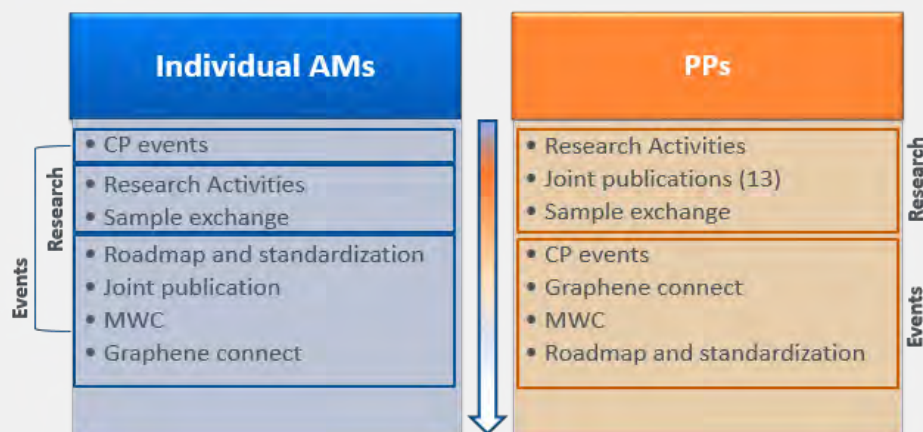 Individual AMs
• CP events
• Research Activities
• Sample exchange
• Roadmap and standardization
• Joint publication
• MWC
• Graphene connect
Research
Events
PPs
• Research Activities
• Joint publications (13)
• Sample exchange
• CP events
• Graphene connect
• MWC
• Roadmap and standardization
Research
Events